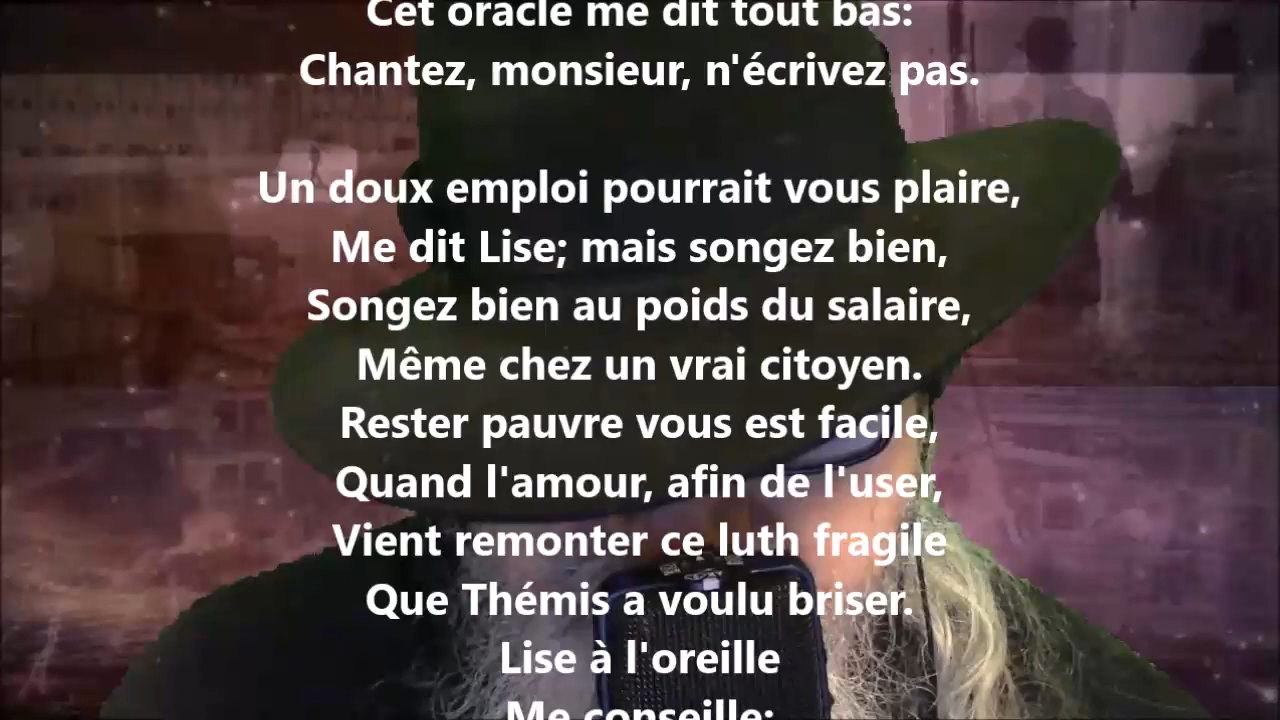 Cet oracle me dit tout bas:
Chantez, monsieur, n'écrivez pas.
Un doux emploi pourrait vous plaire,
Me dit Lise; mais songez bien,
Songez bien au poids du salaire,
Même chez un vrai citoyen.
Rester pauvre vous est facile,
Quand l'amour, afin de l'user,
Vient remonter ce luth fragile
Que Thémis a voulu briser.
Lise à l'oreille
Me conseille: